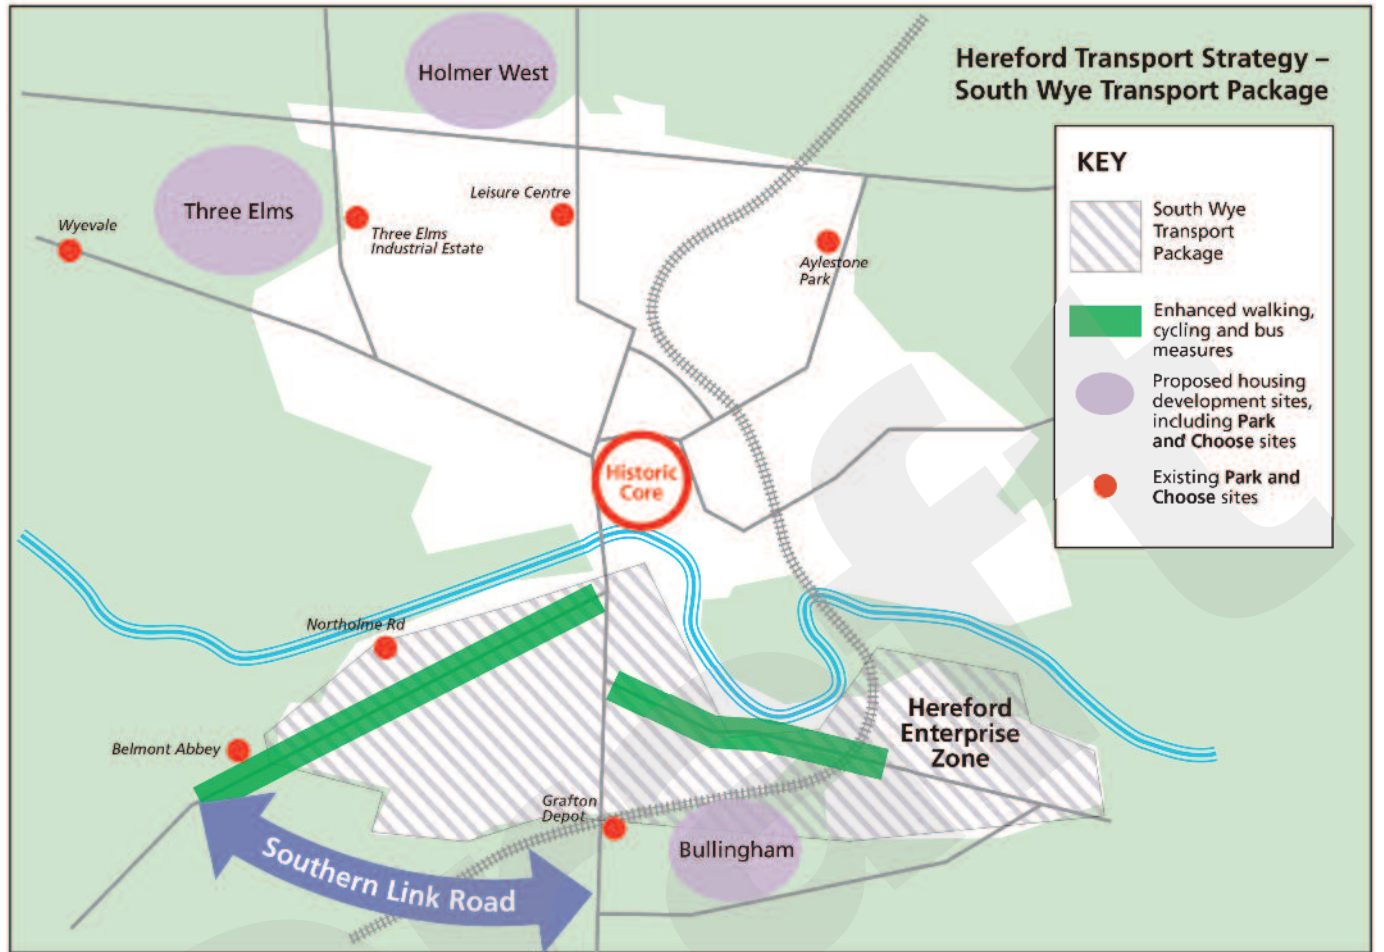 Hereford Transport Strategy –
South Wye Transport Package
KEY
South Wye
Transport
Package
Enhanced walking,
cycling and bus
measures
Proposed housing
development sites,
including Park
and Choose sites
Existing Park and
Choose sites
Holmer West
Three Elms
Wyevale
Three Elms
Industrial Estate
Leisure Centre
Aylestone
Park
Historic
Core
Northolme Rd
Belmont Abbey
Hereford
Enterprise
Zone
Grafton
Depot
Bullingham
Southern Link Road